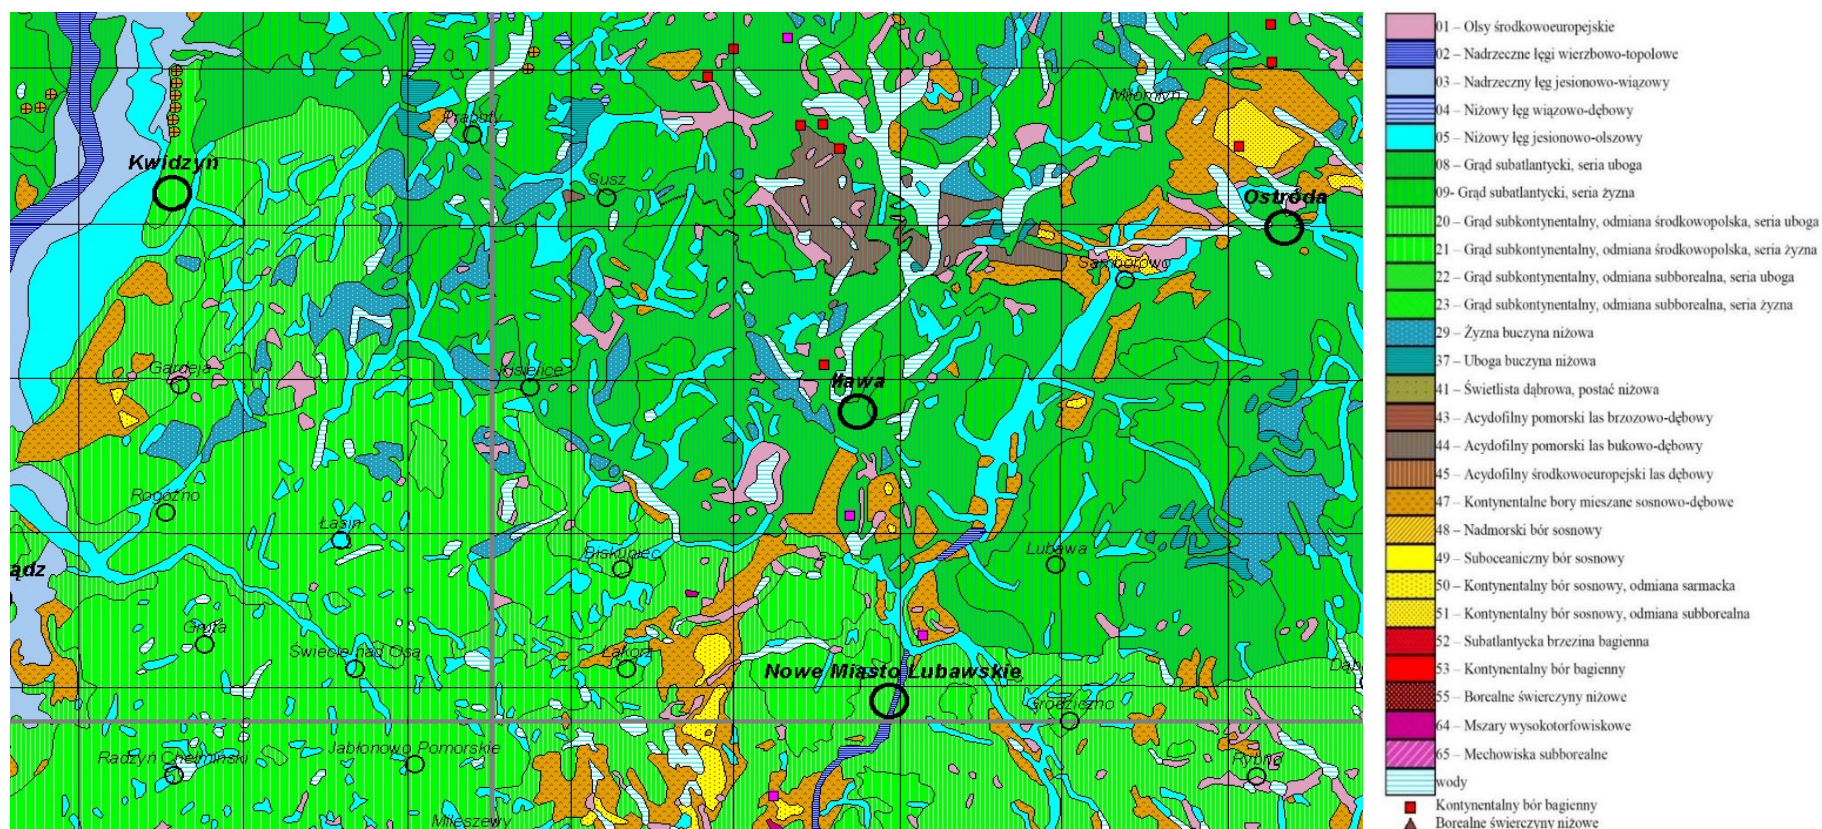 Miłomłyn
Prabuty
Kwidzyn
Susz
Ostróda
Samborowo
Gardeja
Kisielice
Iława
Rogóźno
Łasin
Biskupiec
Lubawa
ądz
Gruta
Świecie nad Osą
Łąkorz
Nowe Miasto Lubawskie
Grodziczno
Radzyń Chełmiński
Jabłonowo Pomorskie
Rybno
Mileszewy
01 – Olsy środkowoeuropejskie
02 – Nadrzeczne łęgi wierzbowo-topolowe
03 – Nadrzeczny łęg jesionowo-wiązowy
04 – Niżowy łęg wiązowo-dębowy
05 – Niżowy łęg jesionowo-olszowy
08 – Grąd subatlantycki, seria uboga
09- Grąd subatlantycki, seria żyzna
20 – Grąd subkontynentalny, odmiana środkowopolska, seria uboga
21 – Grąd subkontynentalny, odmiana środkowopolska, seria żyzna
22 – Grąd subkontynentalny, odmiana subborealna, seria uboga
23 – Grąd subkontynentalny, odmiana subborealna, seria żyzna
29 – Żyzna buczyna niżowa
37 – Uboga buczyna niżowa
41 – Świetlista dąbrowa, postać niżowa
43 – Acydofilny pomorski las brzozowo-dębowy
44 – Acydofilny pomorski las bukowo-dębowy
45 – Acydofilny środkowoeuropejski las dębowy
47 – Kontynentalne bory mieszane sosnowo-dębowe
48 – Nadmorski bór sosnowy
49 – Suboceaniczny bór sosnowy
50 – Kontynentalny bór sosnowy, odmiana sarmacka
51 – Kontynentalny bór sosnowy, odmiana subborealna
52 – Subatlantycka brzezina bagienna
53 – Kontynentalny bór bagienny
55 – Borealne świerczyny niżowe
64 – Mszary wysokotorfowiskowe
65 – Mechowiska subborealne
wody
Kontynentalny bór bagienny
Borealne świerczyny niżowe